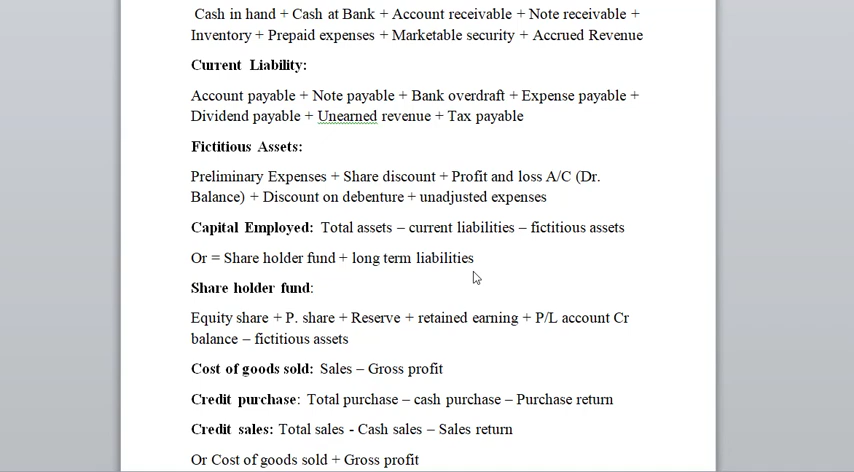 Cash in hand + Cash at Bank + Account receivable + Note receivable +
Inventory + Prepaid expenses + Marketable security + Accrued Revenue
Current Liability:
Account payable + Note payable + Bank overdraft + Expense payable +
Dividend payable + Unearned revenue + Tax payable
Fictitious Assets:
Preliminary Expenses + Share discount + Profit and loss A/C (Dr.
Balance) + Discount on debenture + unadjusted expenses
Capital Employed: Total assets – current liabilities – fictitious assets
Or = Share holder fund + long term liabilities
Share holder fund:
Equity share + P. share + Reserve + retained earning + P/L account Cr
balance – fictitious assets
Cost of goods sold: Sales – Gross profit
Credit purchase: Total purchase – cash purchase – Purchase return
Credit sales: Total sales - Cash sales – Sales return
Or Cost of goods sold + Gross profit